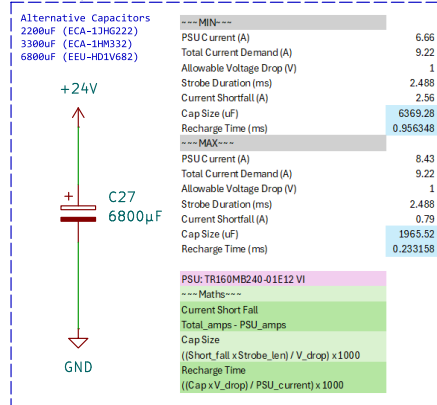 Alternative Capacitors
2200uF (ECA-1JHG222)
3300uF (ECA-1HM332)
6800uF (EEU-HD1V682)
+24V
+
C27
6800µF
GND
~~~MIN~~~
PSU Current (A) 6.66
Total Current Demand (A) 9.22
Allowable Voltage Drop (V) 1
Strobe Duration (ms) 2.488
Current Shortfall (A) 2.56
Cap Size (uF) 6369.28
Recharge Time (ms) 0.956348
~~~MAX~~~
PSU Current (A) 8.43
Total Current Demand (A) 9.22
Allowable Voltage Drop (V) 1
Strobe Duration (ms) 2.488
Current Shortfall (A) 0.79
Cap Size (uF) 1965.52
Recharge Time (ms) 0.233158
PSU: TR160MB240-01E12 VI
~~~Maths~~~
Current Short Fall
Total_amps - PSU_amps
Cap Size
((Short_fall x Strobe_len) / V_drop) x 1000
Recharge Time
((Cap x V_drop) / PSU_current) x 1000